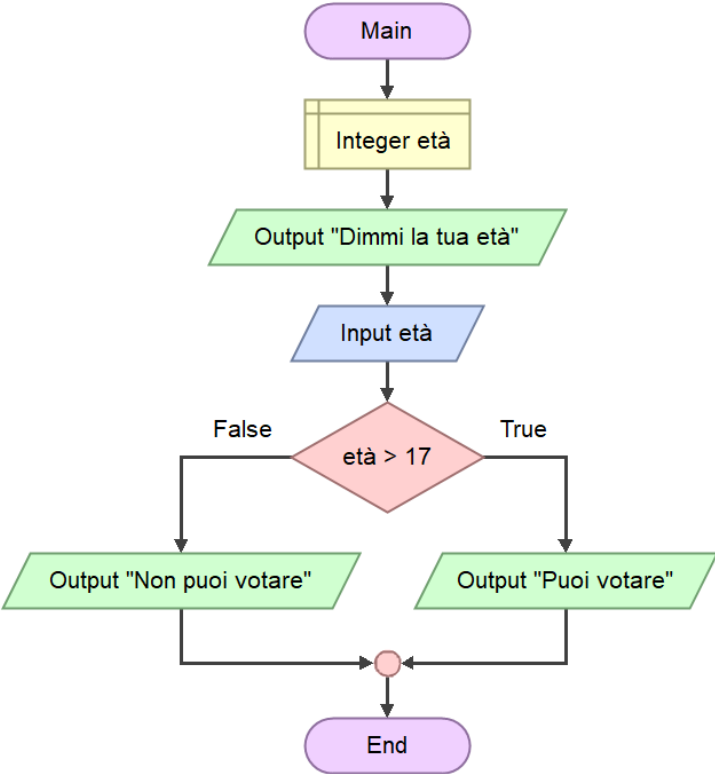 Main
Integer età
Output "Dimmi la tua età"
Input età
False
True
età > 17
Output "Non puoi votare"
Output "Puoi votare"
End